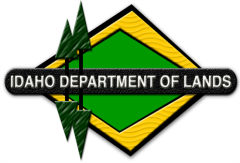 IDAHO DEPARTMENT OF LANDS